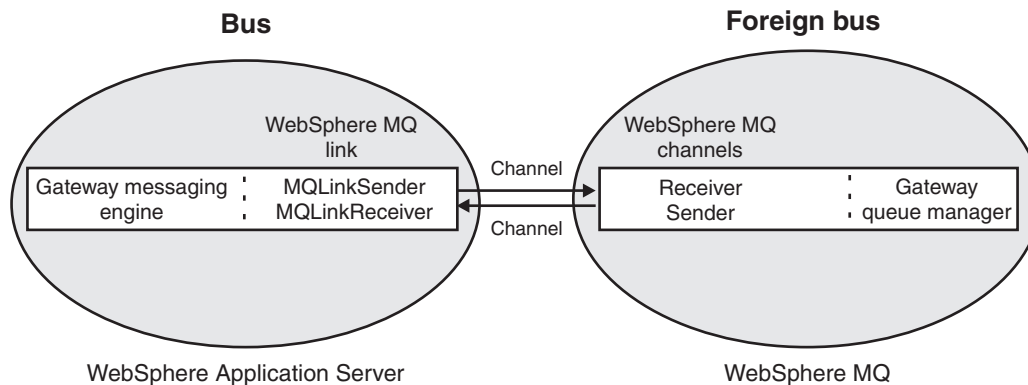 Bus
Foreign bus
WebSphere MQ
link
WebSphere MQ
channels
Channel
Gateway messaging
engine
MQLinkSender
MQLinkReceiver
Receiver
Sender
Gateway
queue manager
Channel
WebSphere Application Server
WebSphere MQ